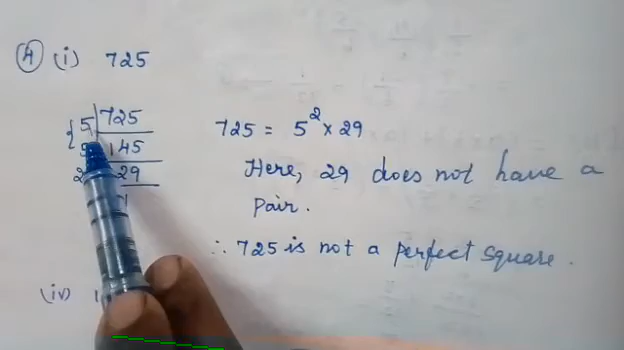 4 (i) 725
5 725
145
29
725 = 5² × 29
Here, 29 does not have a
pair.
∴ 725 is not a perfect square.
(iv)